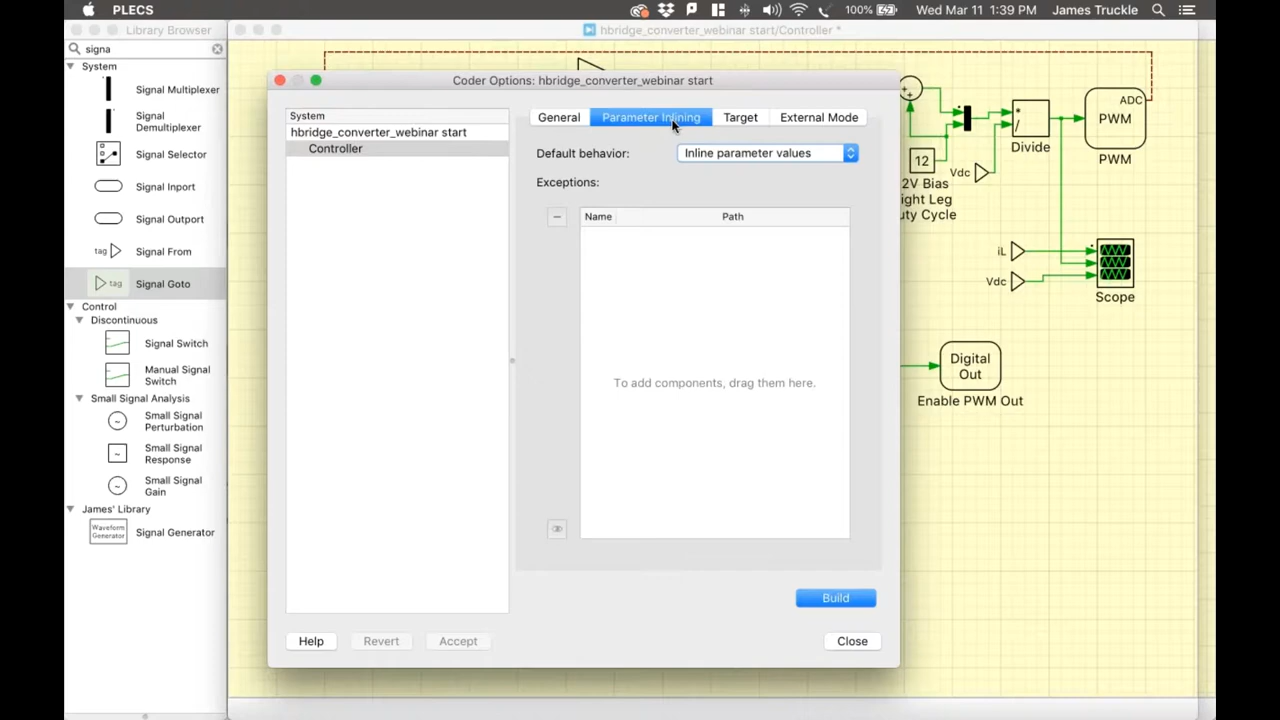 PLECS
100%
Wed Mar 11 1:39 PM
James Truckle
Library Browser
hbridge_converter_webinar start/Controller *
signa
System
Signal Multiplexer
Signal
Demultiplexer
Signal Selector
Signal Inport
Signal Outport
tag
Signal From
tag
Signal Goto
Control
Discontinuous
Signal Switch
Manual Signal
Switch
Small Signal Analysis
Small Signal
Perturbation
Small Signal
Response
Small Signal
Gain
James' Library
Waveform
Generator
Signal Generator
Coder Options: hbridge_converter_webinar start
System
hbridge_converter_webinar start
Controller
General
Parameter Inlining
Target
External Mode
Default behavior:
Inline parameter values
Exceptions:
Name
Path
To add components, drag them here.
Build
Help
Revert
Accept
Close
ADC
PWM
PWM
* 
/
Divide
12
Vdc
2V Bias
ight Leg
uty Cycle
iL
Vdc
Scope
Digital
Out
Enable PWM Out